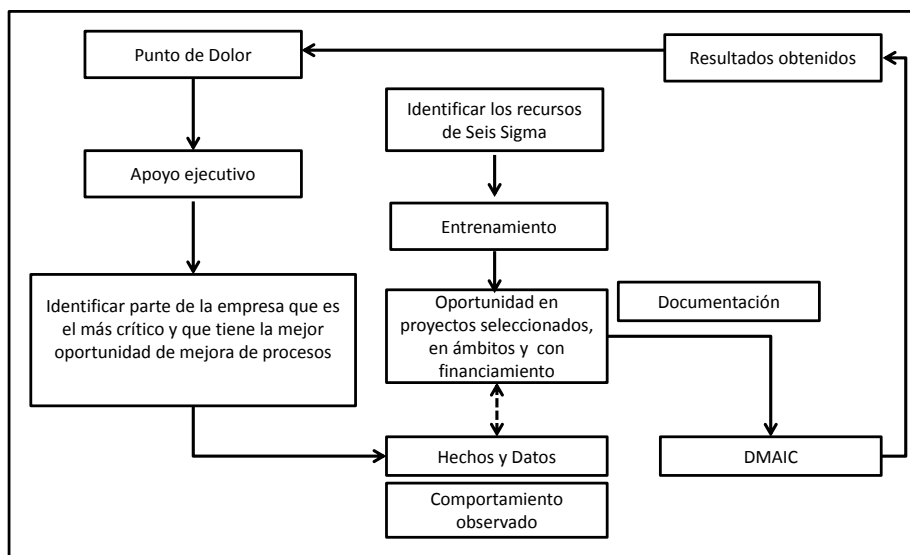 Punto de Dolor
Resultados obtenidos
Identificar los recursos
de Seis Sigma
Apoyo ejecutivo
Entrenamiento
Identificar parte de la empresa que es
el más crítico y que tiene la mejor
oportunidad de mejora de procesos
Oportunidad en
proyectos seleccionados,
en ámbitos y con
financiamiento
Documentación
Hechos y Datos
DMAIC
Comportamiento
observado